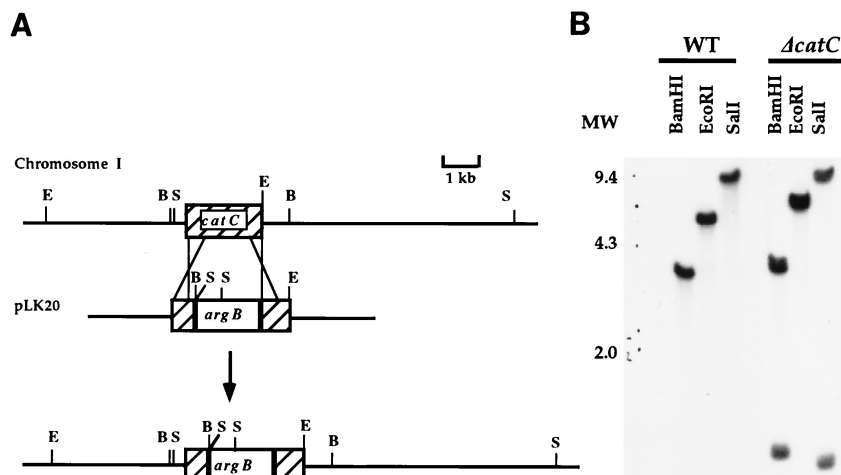 A
Chromosome I
1 kb
E B S E B S
catC
B S S E
pLK20
argB
B S S E
E B S B S
argB
B
WT ΔcatC
BamHI EcoRI SalI BamHI EcoRI SalI
MW
9.4
4.3
2.0